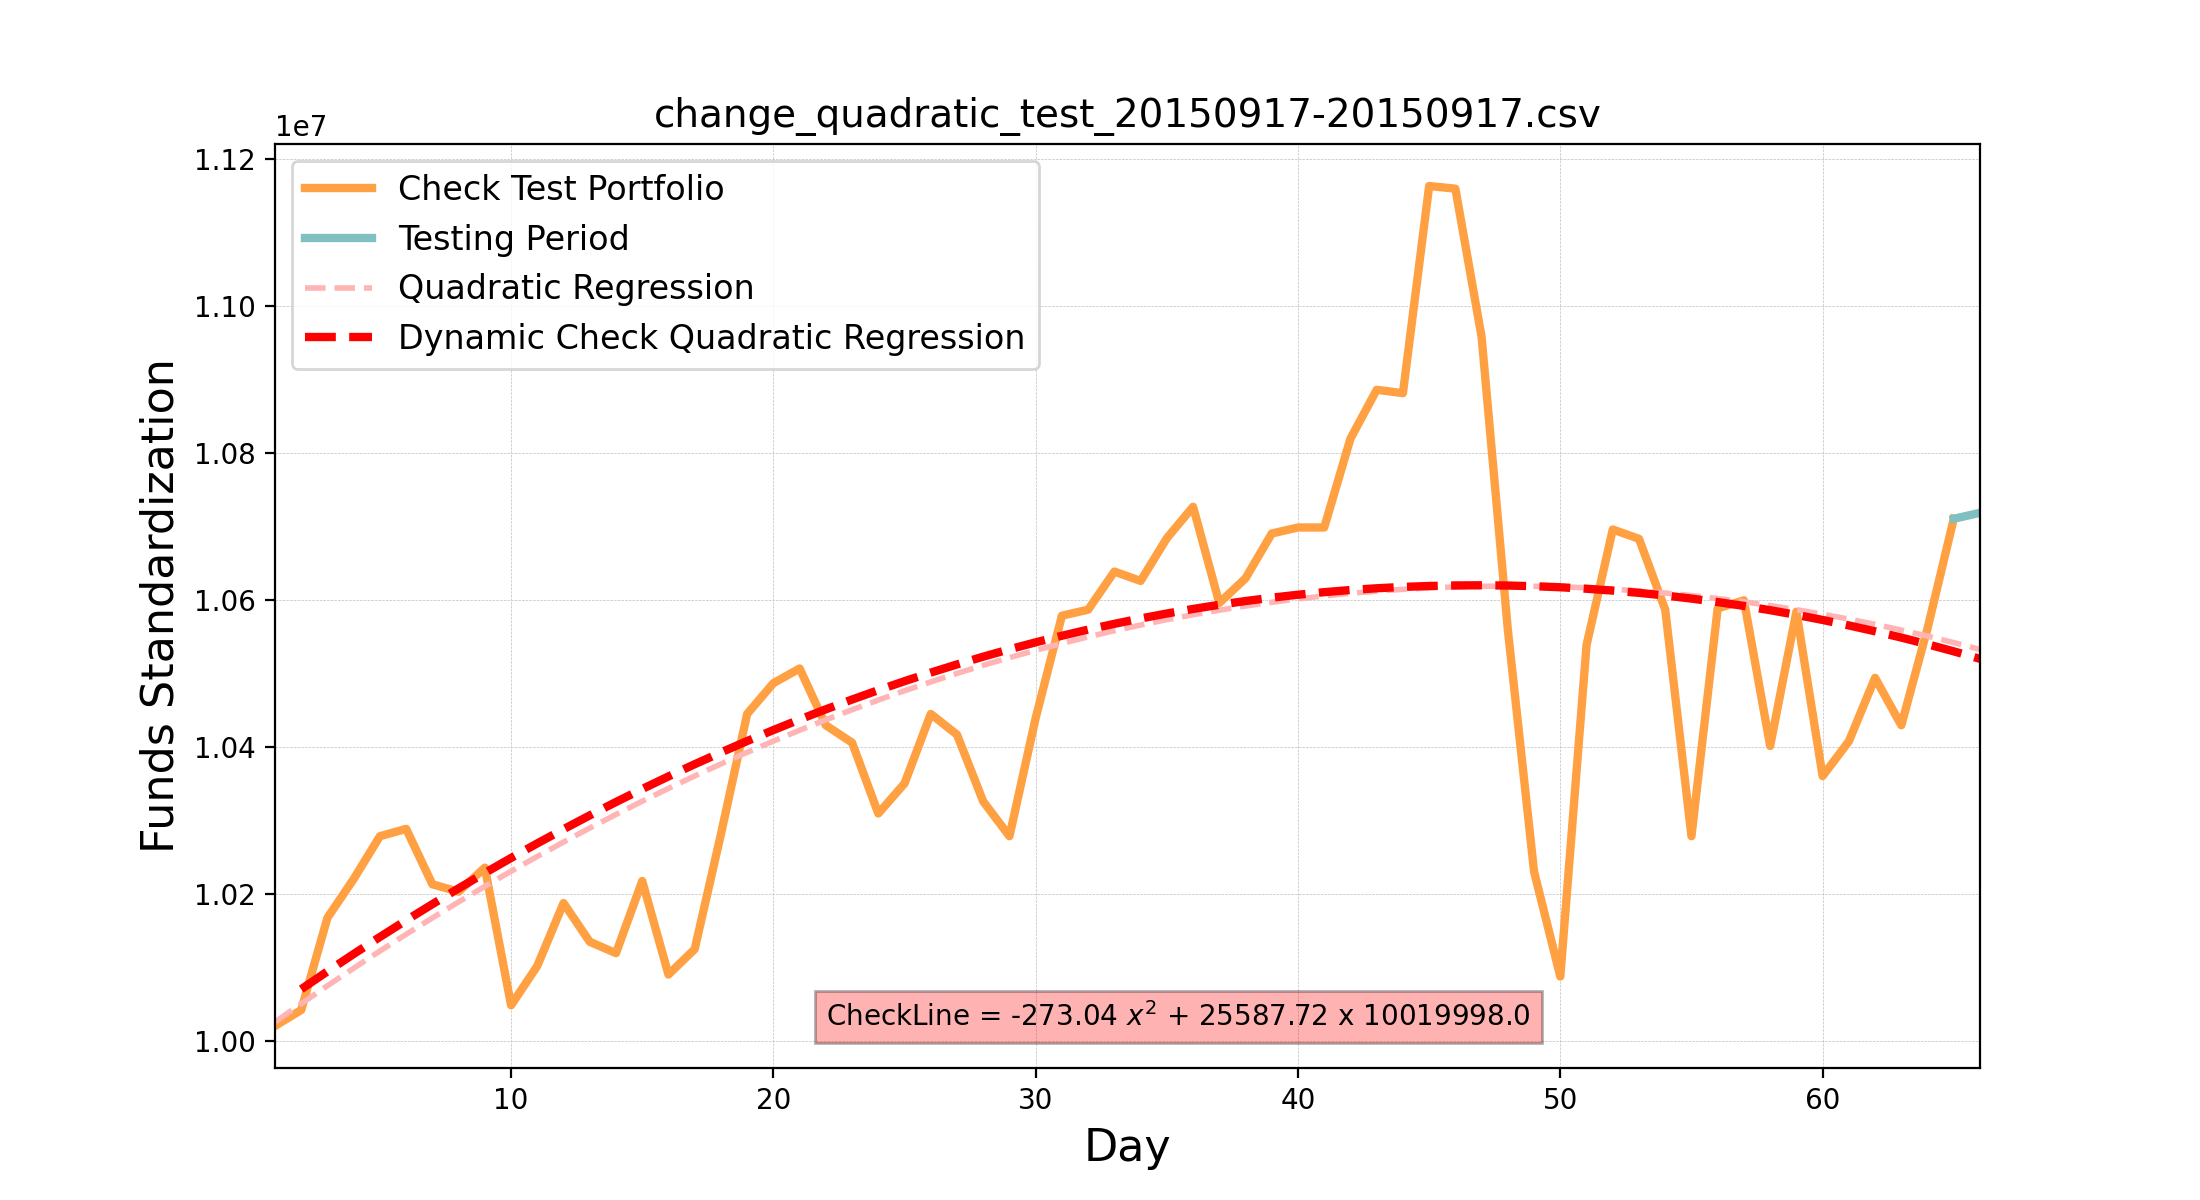 change_quadratic_test_20150917-20150917.csv
1e7
1.12
1.10
1.08
1.06
1.04
1.02
1.00
Funds Standardization
Check Test Portfolio
Testing Period
Quadratic Regression
Dynamic Check Quadratic Regression
CheckLine = -273.04 x² + 25587.72 x 10019998.0
10 20 30 40 50 60
Day